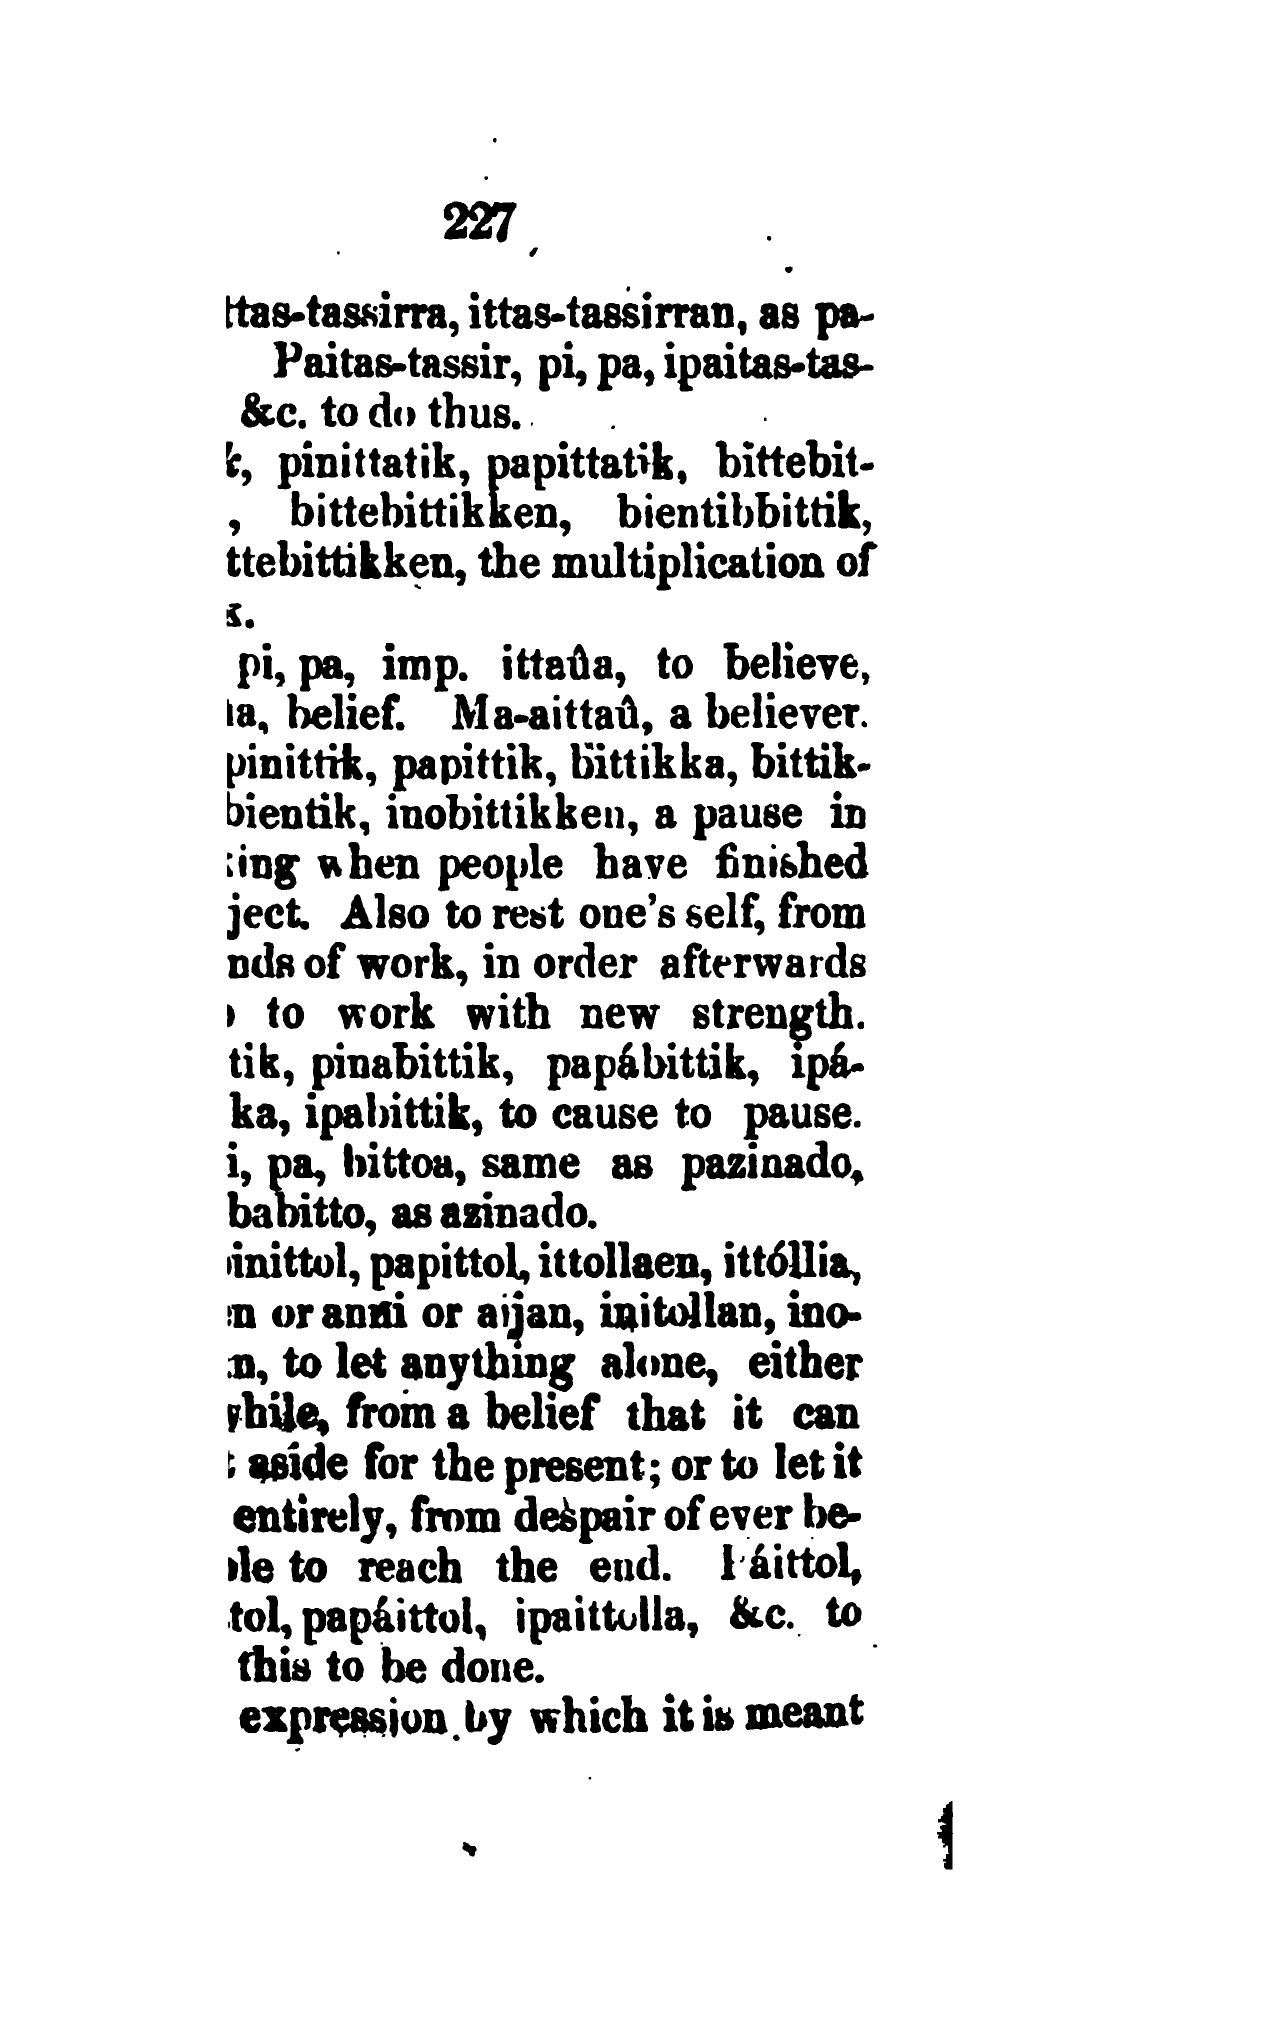 227
ttas-tassirra, ittas-tassirran, as pa-
Paitas-tassir, pi, pa, ipaitas-tas-
&c. to do thus.
pinittatik, papittatik, bittebit-
, bittebittikken, bientibbittik,
ttebittikken, the multiplication of
pi, pa, imp. ittaûa, to believe,
belief. Ma-aittaû, a believer.
pinittik, papittik, bittikka, bittik-
bientik, inobittikken, a pause in
ing when people have finished
ject. Also to rest one's self, from
nds of work, in order afterwards
to work with new strength.
tik, pinabittik, papábittik, ipá-
ka, ipabittik, to cause to pause.
i, pa, bittoa, same as pazinado,
babitto, as azinado.
inittol, papittol, ittollaen, ittóllia,
n or anni or aijan, initollan, ino-
n, to let anything alone, either
while, from a belief that it can
aside for the present; or to let it
entirely, from despair of ever be-
le to reach the end. Páittol,
tol, papáittol, ipaittolla, &c. to
this to be done.
expression by which it is meant